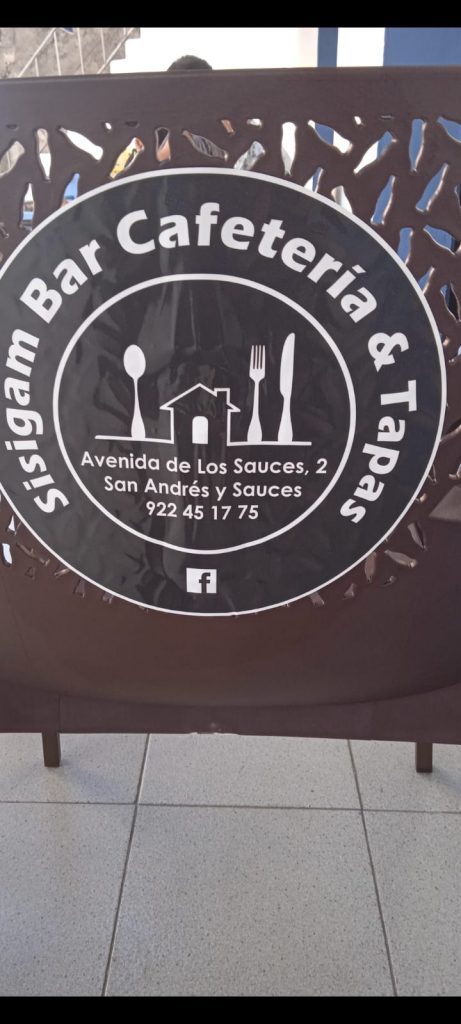 Sisigam Bar Cafetería & Tapas
Avenida de Los Sauces, 2
San Andrés y Sauces
922 45 17 75
f